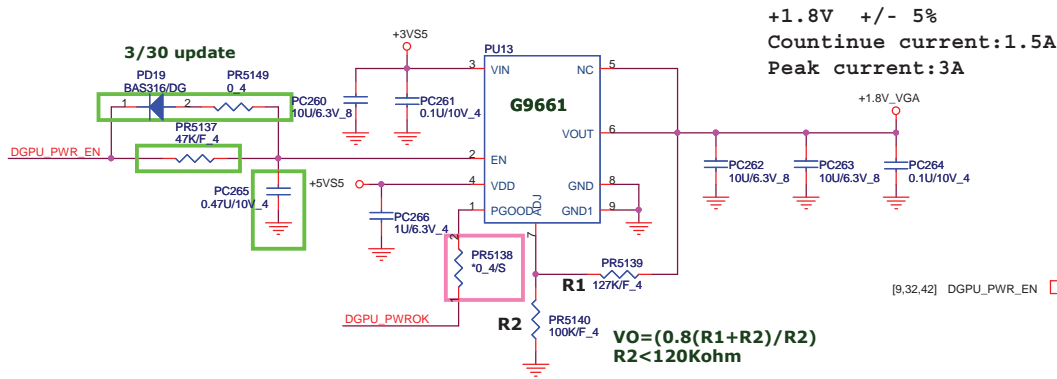 +1.8V +/- 5%
Countinue current:1.5A
Peak current:3A
3/30 update
+3VS5
PU13
PD19
BAS316/DG
PR5149
0_4
1
2
3
VIN
NC
5
G9661
PC260
10U/6.3V_8
PC261
0.1U/10V_4
+1.8V_VGA
PR5137
47K/F_4
VOUT
6
DGPU_PWR_EN
2
EN
PC262
10U/6.3V_8
PC263
10U/6.3V_8
PC264
0.1U/10V_4
PC265
0.47U/10V_4
+5VS5
4
VDD
GND
8
1
PGOOD
ADJ
GND1
9
PC266
1U/6.3V_4
7
2
PR5138
*0_4/S
1
PR5139
127K/F_4
R1
[9,32,42] DGPU_PWR_EN
DGPU_PWROK
R2
PR5140
100K/F_4
VO=(0.8(R1+R2)/R2)
R2<120Kohm